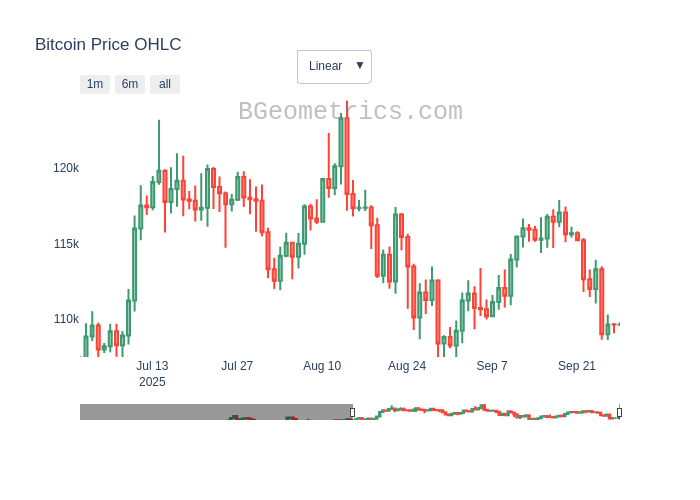 Bitcoin Price OHLC
Linear ▼
1m 6m all
BGeometrics.com
120k
115k
110k
Jul 13 Jul 27 Aug 10 Aug 24 Sep 7 Sep 21
2025